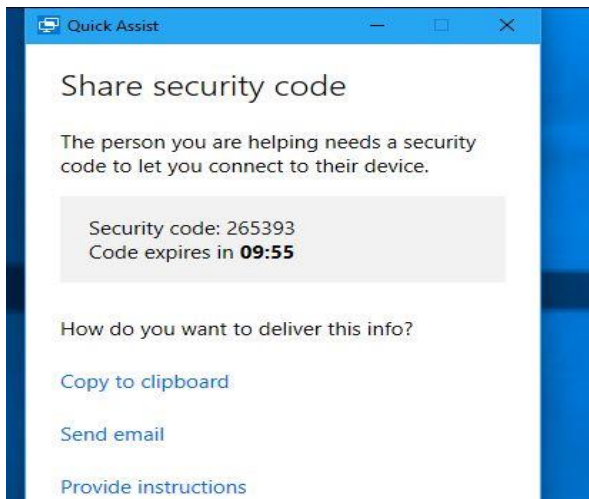 Quick Assist
Share security code
The person you are helping needs a security
code to let you connect to their device.
Security code: 265393
Code expires in 09:55
How do you want to deliver this info?
Copy to clipboard
Send email
Provide instructions